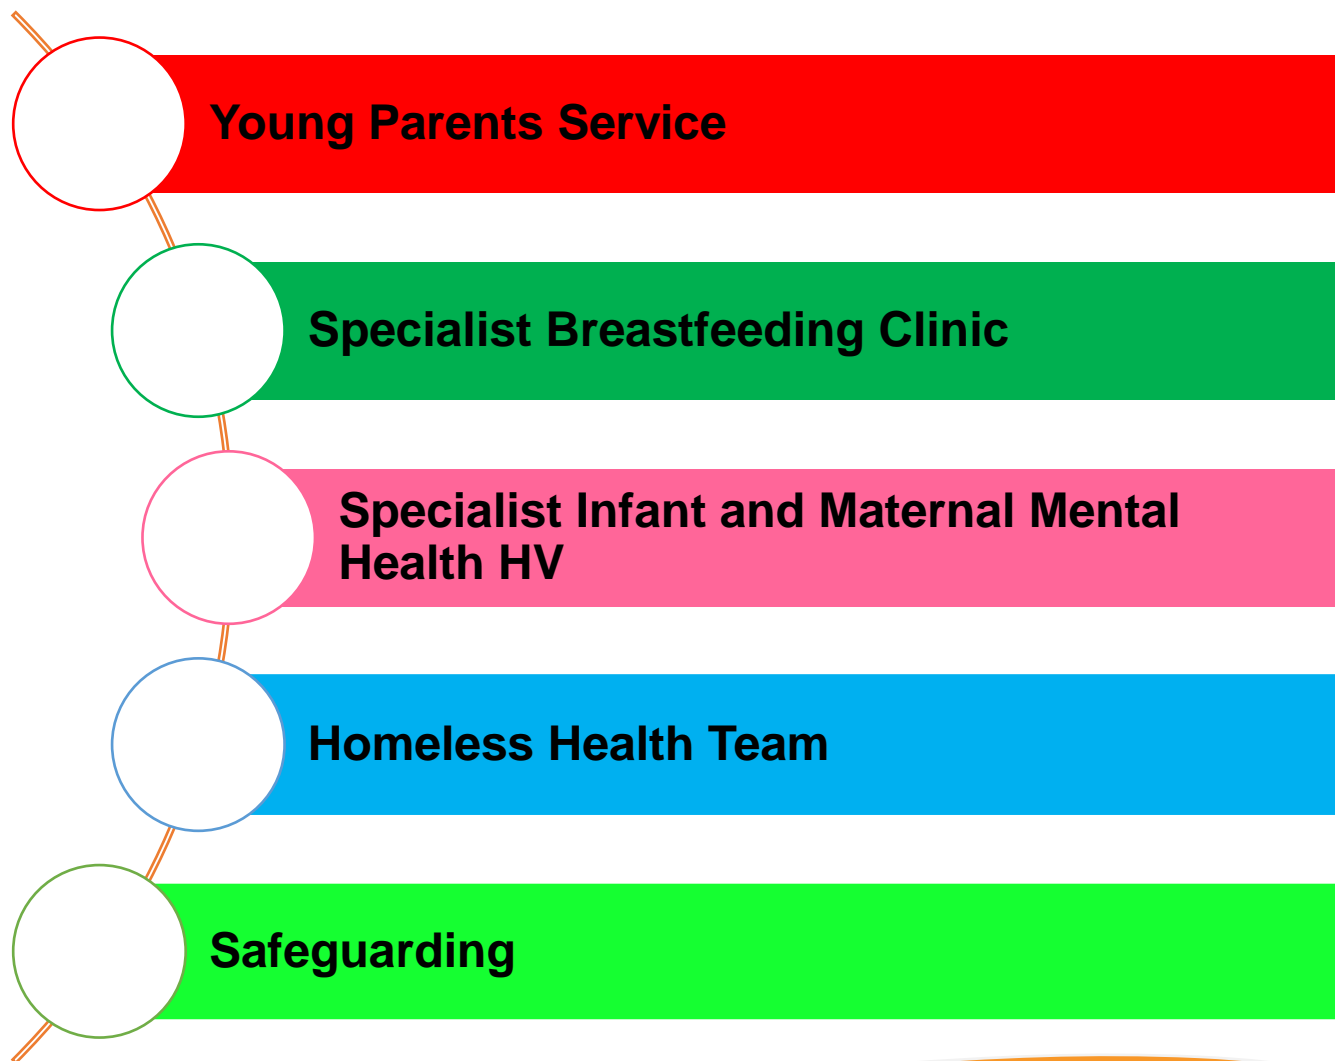 Young Parents Service
Specialist Breastfeeding Clinic
Specialist Infant and Maternal Mental
Health HV
Homeless Health Team
Safeguarding